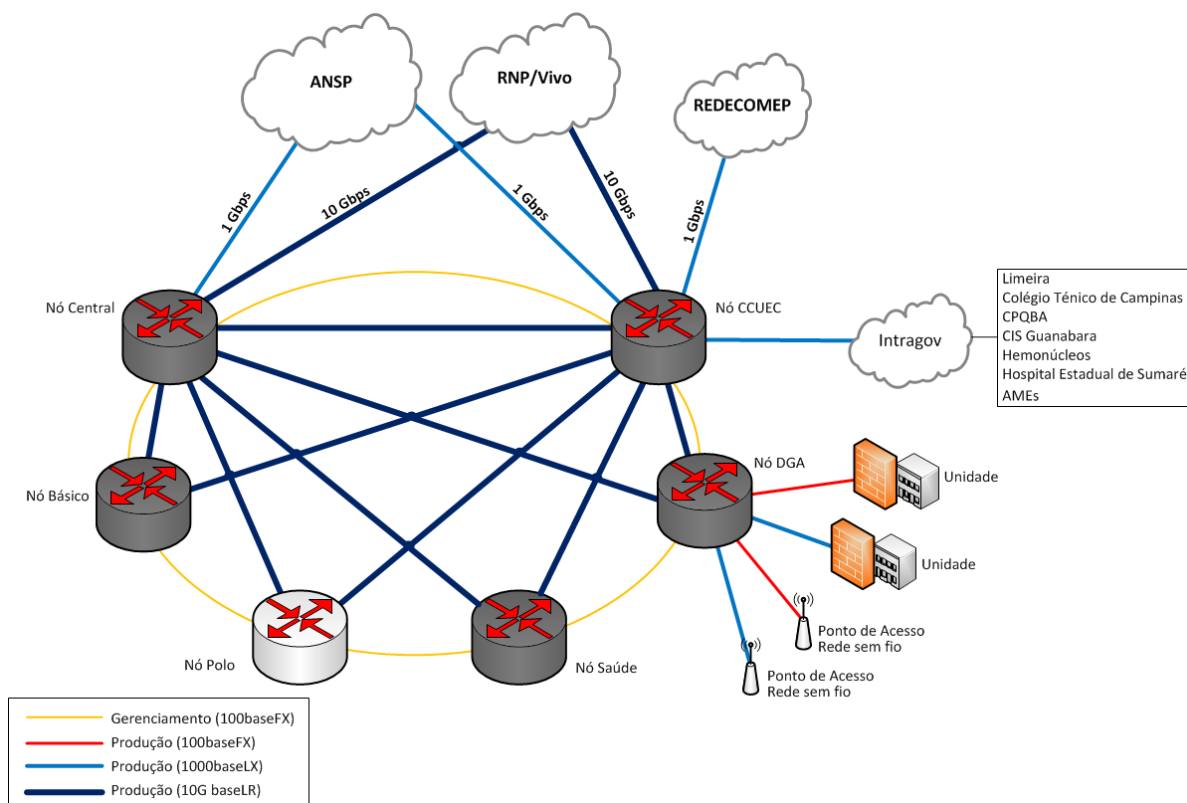 ANSP
RNP/Vivo
REDECOMEP
1 Gbps
10 Gbps
1 Gbps
10 Gbps
1 Gbps
Nó Central
Nó CCUEC
Intragov
Limeira
Colégio Ténico de Campinas
CPQBA
CIS Guanabara
Hemonúcleos
Hospital Estadual de Sumaré
AMEs
Nó Básico
Nó DGA
Unidade
Unidade
Nó Polo
Nó Saúde
Ponto de Acesso
Rede sem fio
Ponto de Acesso
Rede sem fio
Gerenciamento (100baseFX)
Produção (100baseFX)
Produção (1000baseLX)
Produção (10G baseLR)